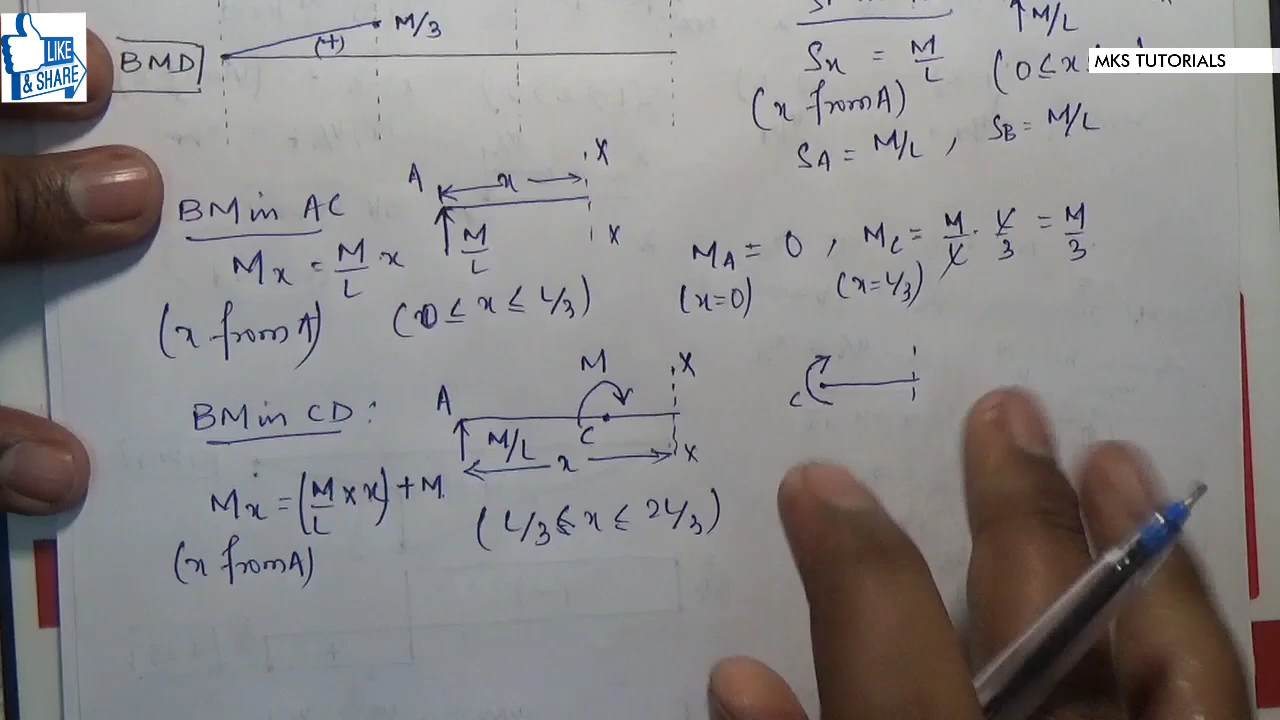 LIKE
& SHARE
MKS TUTORIALS
BMD
M/3
(+)
M/L
Sx = M/L
(x from A)
(0 ≤ x
SA = M/L , SB = M/L
BM in AC
A
x
X
X
M/L
Mx = M/L · x
(x from A)
(0 ≤ x ≤ L/3)
MA = 0 , MC = M/L · L/3 = M/3
(x=0)
(x=L/3)
BM in CD :
A
M
X
C
M/L
x
X
C
Mx = (M/L × x) + M
(x from A)
(L/3 ≤ x ≤ 2L/3)